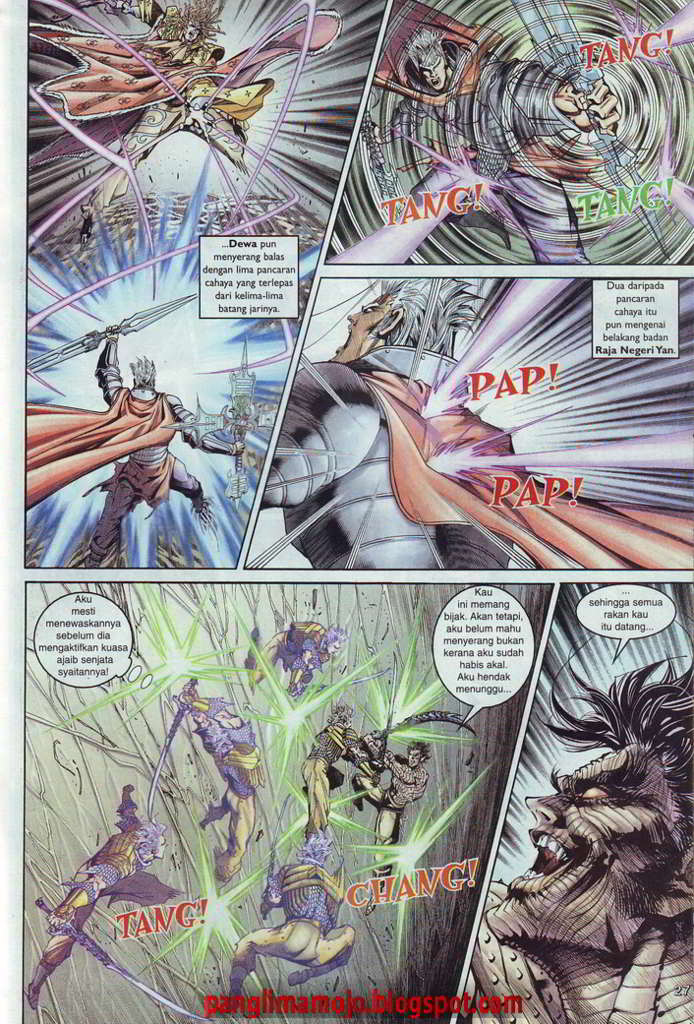 TANG!
TANG!
TANG!
...Dewa pun
menyerang balas
dengan lima pancaran
cahaya yang terlepas
dari kelima-lima
batang jarinya.
Dua daripada
pancaran
cahaya itu
pun mengenai
belakang badan
Raja Negeri Yan.
PAP!
PAP!
Aku
mesti
menewaskannya
sebelum dia
mengaktifkan kuasa
ajaib senjata
syaitannya!
Kau
ini memang
bijak. Akan tetapi,
aku belum mahu
menyerang bukan
kerana aku sudah
habis akal.
Aku hendak
menunggu...
...
sehingga semua
rakan kau
itu datang...
TANG!
CHANG!
27
panglimamojo.blogspot.com